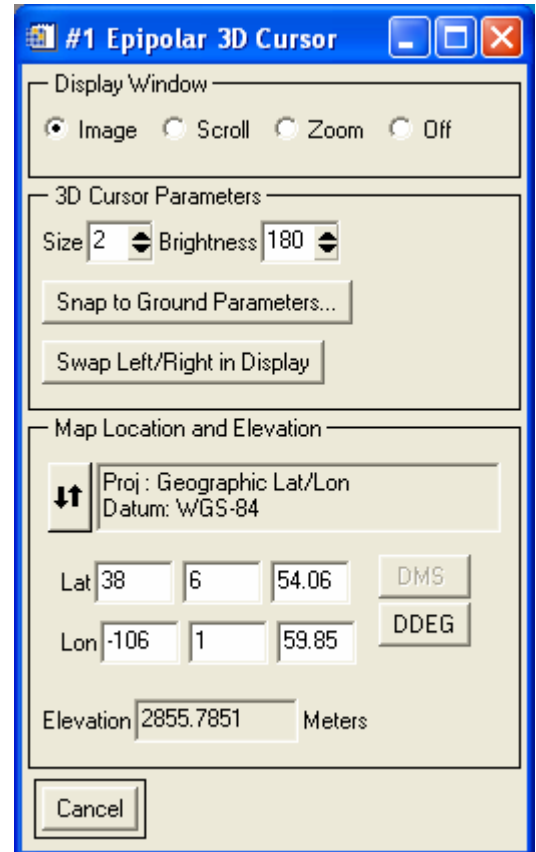 #1 Epipolar 3D Cursor
Display Window
Image Scroll Zoom Off
3D Cursor Parameters
Size 2 Brightness 180
Snap to Ground Parameters...
Swap Left/Right in Display
Map Location and Elevation
Proj : Geographic Lat/Lon
Datum: WGS-84
Lat 38 6 54.06 DMS
DDEG
Lon -106 1 59.85
Elevation 2855.7851 Meters
Cancel